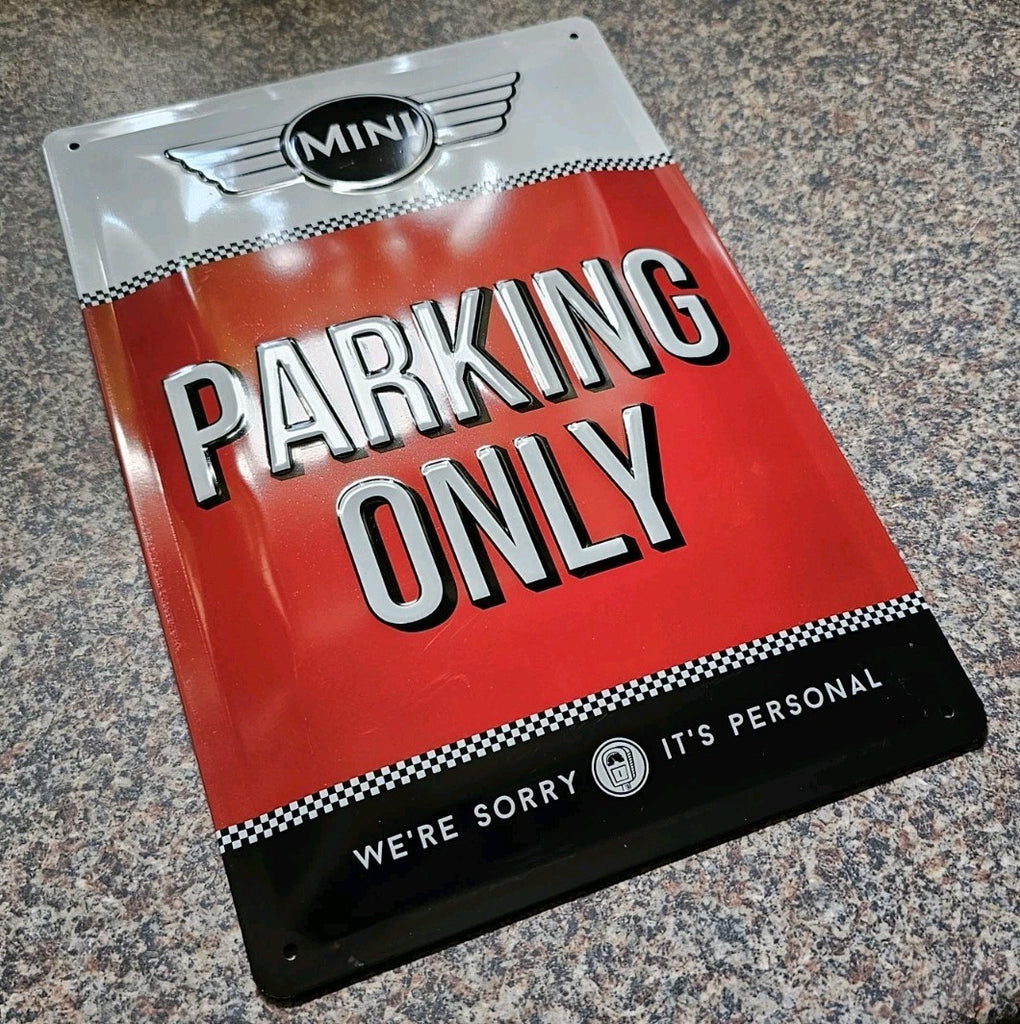 MINI
PARKING
ONLY
WE'RE SORRY IT'S PERSONAL